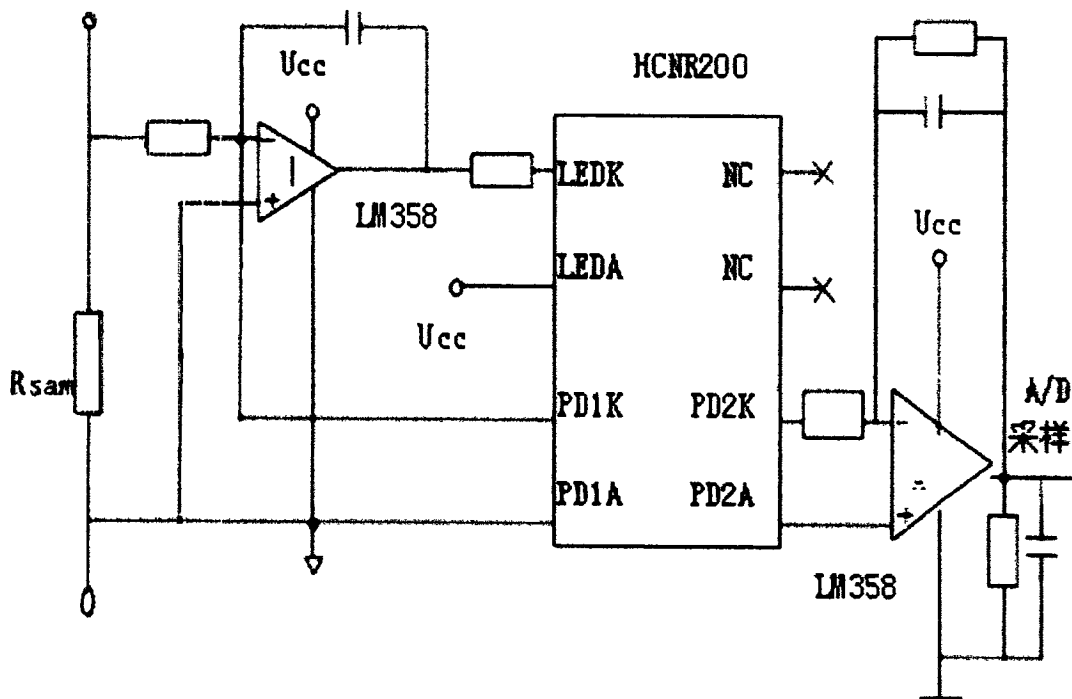 Ucc
HCNR200
LEDK
NC
LM358
Ucc
LEDA
NC
Ucc
Rsam
PD1K
PD2K
A/D
采样
PD1A
PD2A
LM358